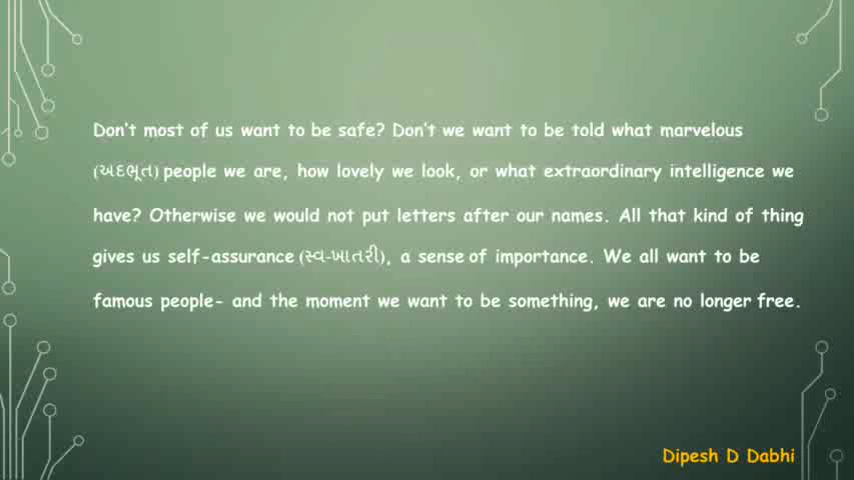 Don't most of us want to be safe? Don't we want to be told what marvelous
(અદભૂત) people we are, how lovely we look, or what extraordinary intelligence we
have? Otherwise we would not put letters after our names. All that kind of thing
gives us self-assurance (સ્વ-ખાતરી), a sense of importance. We all want to be
famous people- and the moment we want to be something, we are no longer free.
Dipesh D Dabhi